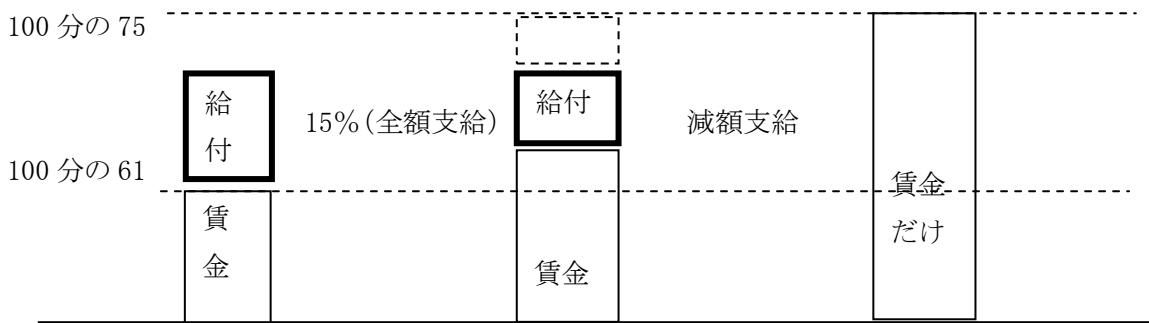 100 分の 75
給
付
15％(全額支給)
給付
減額支給
100 分の 61
賃
金
賃金
賃金
だけ